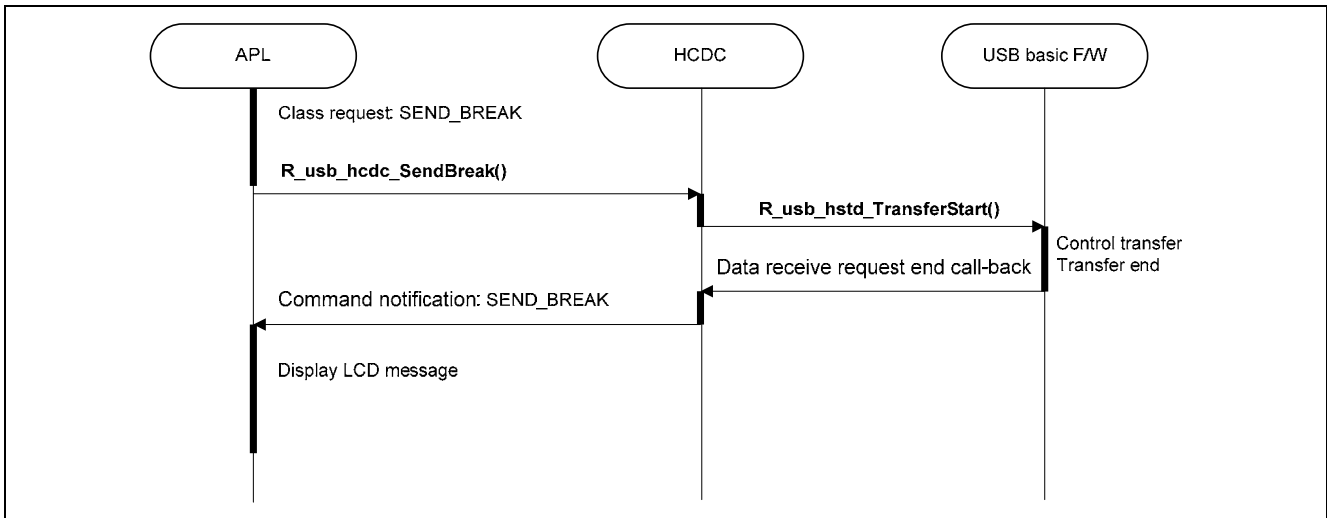 APL
HCDC
USB basic F/W
Class request: SEND_BREAK
R_usb_hcdc_SendBreak()
R_usb_hstd_TransferStart()
Control transfer
Transfer end
Data receive request end call-back
Command notification: SEND_BREAK
Display LCD message